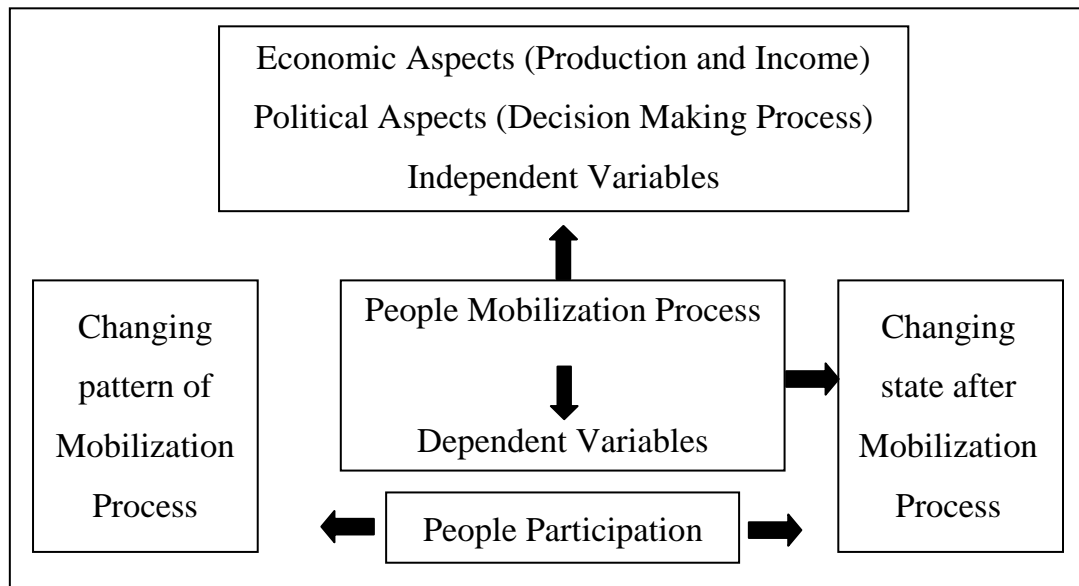 Economic Aspects (Production and Income)
Political Aspects (Decision Making Process)
Independent Variables
Changing
pattern of
Mobilization
Process
People Mobilization Process
Dependent Variables
Changing
state after
Mobilization
Process
People Participation